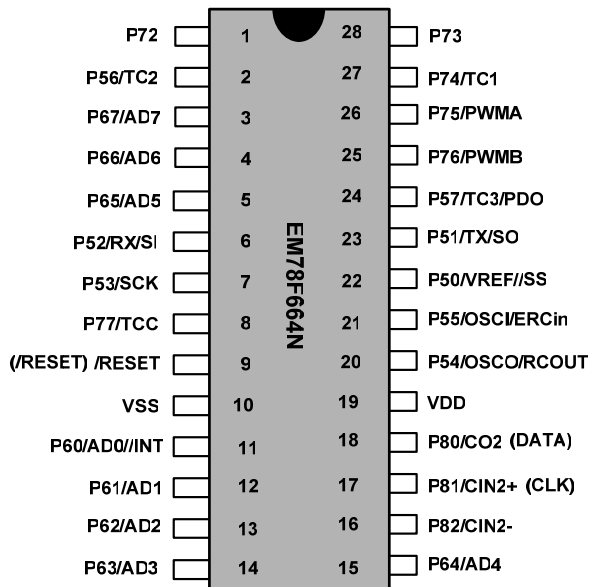 P72 1 28 P73
P56/TC2 2 27 P74/TC1
P67/AD7 3 26 P75/PWMA
P66/AD6 4 25 P76/PWMB
P65/AD5 5 24 P57/TC3/PDO
P52/RX/SI 6 23 P51/TX/SO
P53/SCK 7 22 P50/VREF//SS
P77/TCC 8 21 P55/OSCI/ERCin
(/RESET) /RESET 9 20 P54/OSCO/RCOUT
VSS 10 19 VDD
P60/AD0//INT 11 18 P80/CO2 (DATA)
P61/AD1 12 17 P81/CIN2+ (CLK)
P62/AD2 13 16 P82/CIN2-
P63/AD3 14 15 P64/AD4
EM78F664N